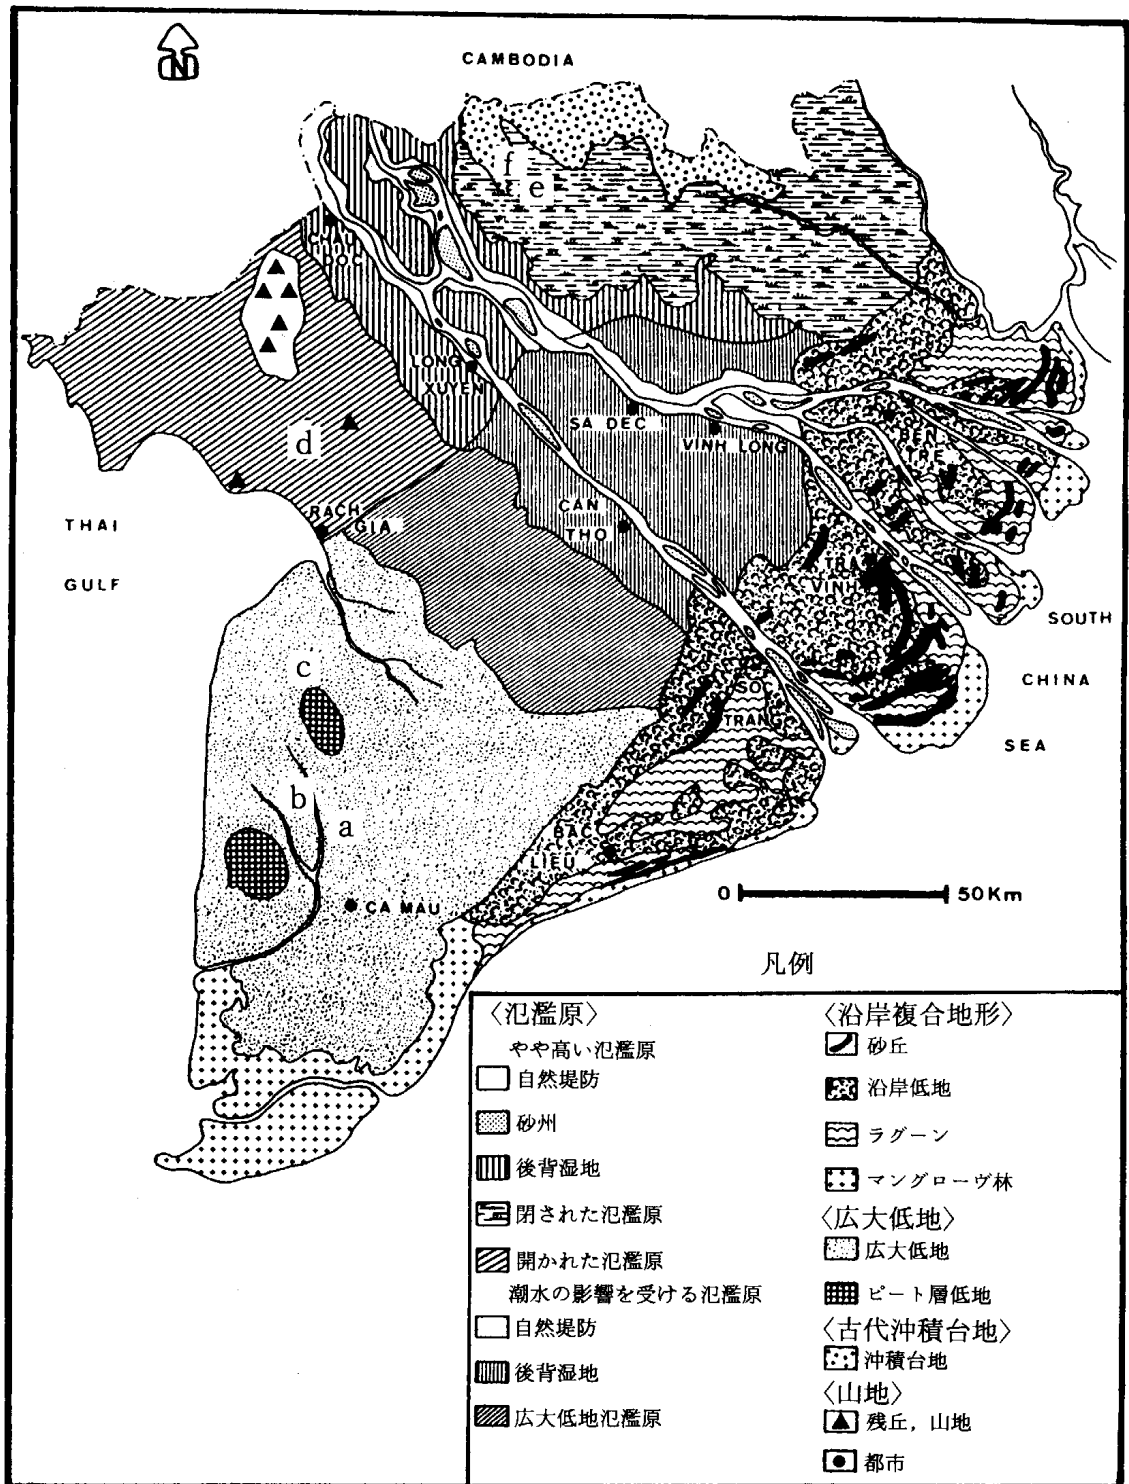 N
CAMBODIA
f
e
CHAU
DOC
LONG
XUYEN
SA DEC
VINH LONG
BEN
TRE
d
RACH
GIA
CAN
THO
THAI
GULF
TRA
VINH
SOUTH
CHINA
SEA
c
SOC
TRANG
b
a
BAC
LIEU
CA MAU
0 50Km
凡例
〈氾濫原〉
やや高い氾濫原
自然堤防
砂州
後背湿地
閉された氾濫原
開かれた氾濫原
潮水の影響を受ける氾濫原
自然堤防
後背湿地
広大低地氾濫原
〈沿岸複合地形〉
砂丘
沿岸低地
ラグーン
マングローヴ林
〈広大低地〉
広大低地
ピート層低地
〈古代沖積台地〉
沖積台地
〈山地〉
残丘，山地
都市